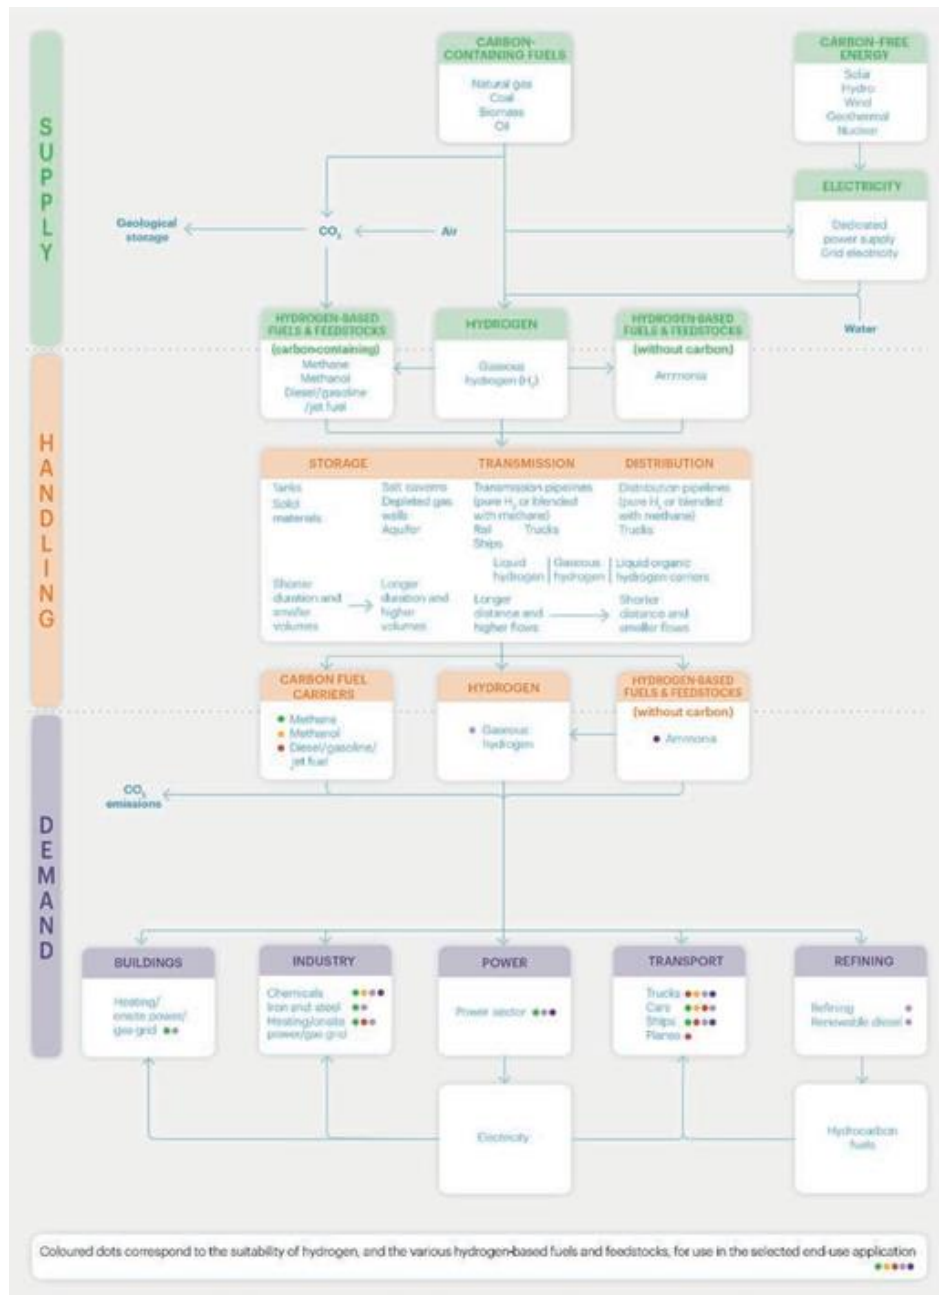 SUPPLY
CARBON-
CONTAINING FUELS
Natural gas
Coal
Biomass
Oil
CARBON-FREE
ENERGY
Solar
Hydro
Wind
Geothermal
Nuclear
ELECTRICITY
Dedicated
power supply
Grid electricity
Geological
storage
CO₂
Air
Water
HYDROGEN-BASED
FUELS & FEEDSTOCKS
(carbon-containing)
Methane
Methanol
Diesel/gasoline
/jet fuel
HYDROGEN
Gaseous
hydrogen (H₂)
HYDROGEN-BASED
FUELS & FEEDSTOCKS
(without carbon)
Ammonia
HANDLING
STORAGE
Tanks
Solid
materials
Salt caverns
Depleted gas
wells
Aquifer
Shorter
duration and
smaller
volumes
Longer
duration and
higher
volumes
TRANSMISSION
Transmission pipelines
(pure H₂ or blended
with methane)
Rail Trucks
Ships
DISTRIBUTION
Distribution pipelines
(pure H₂ or blended
with methane)
Trucks
Liquid
hydrogen
Gaseous
hydrogen
Liquid organic
hydrogen carriers
Longer
distance and
higher flows
Shorter
distance and
smaller flows
CARBON FUEL
CARRIERS
Methane
Methanol
Diesel/gasoline/
jet fuel
HYDROGEN
Gaseous
hydrogen
HYDROGEN-BASED
FUELS & FEEDSTOCKS
(without carbon)
Ammonia
DEMAND
CO₂
emissions
BUILDINGS
Heating/
onsite power/
gas grid
INDUSTRY
Chemicals
Iron and steel
Heating/onsite
power/gas grid
POWER
Power sector
TRANSPORT
Trucks
Cars
Ships
Planes
REFINING
Refining
Renewable diesel
Electricity
Hydrocarbon
fuels
Coloured dots correspond to the suitability of hydrogen, and the various hydrogen-based fuels and feedstocks, for use in the selected end-use application